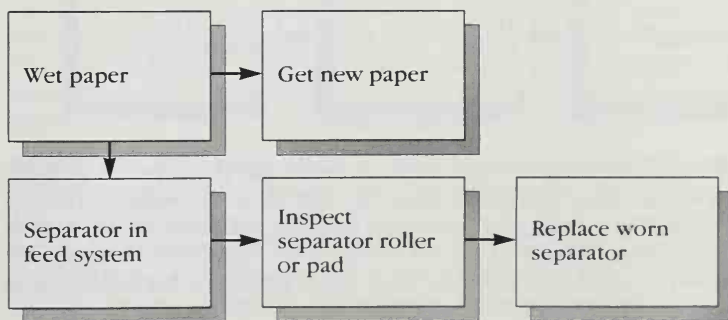 Wet paper
Get new paper
Separator in
feed system
Inspect
separator roller
or pad
Replace worn
separator